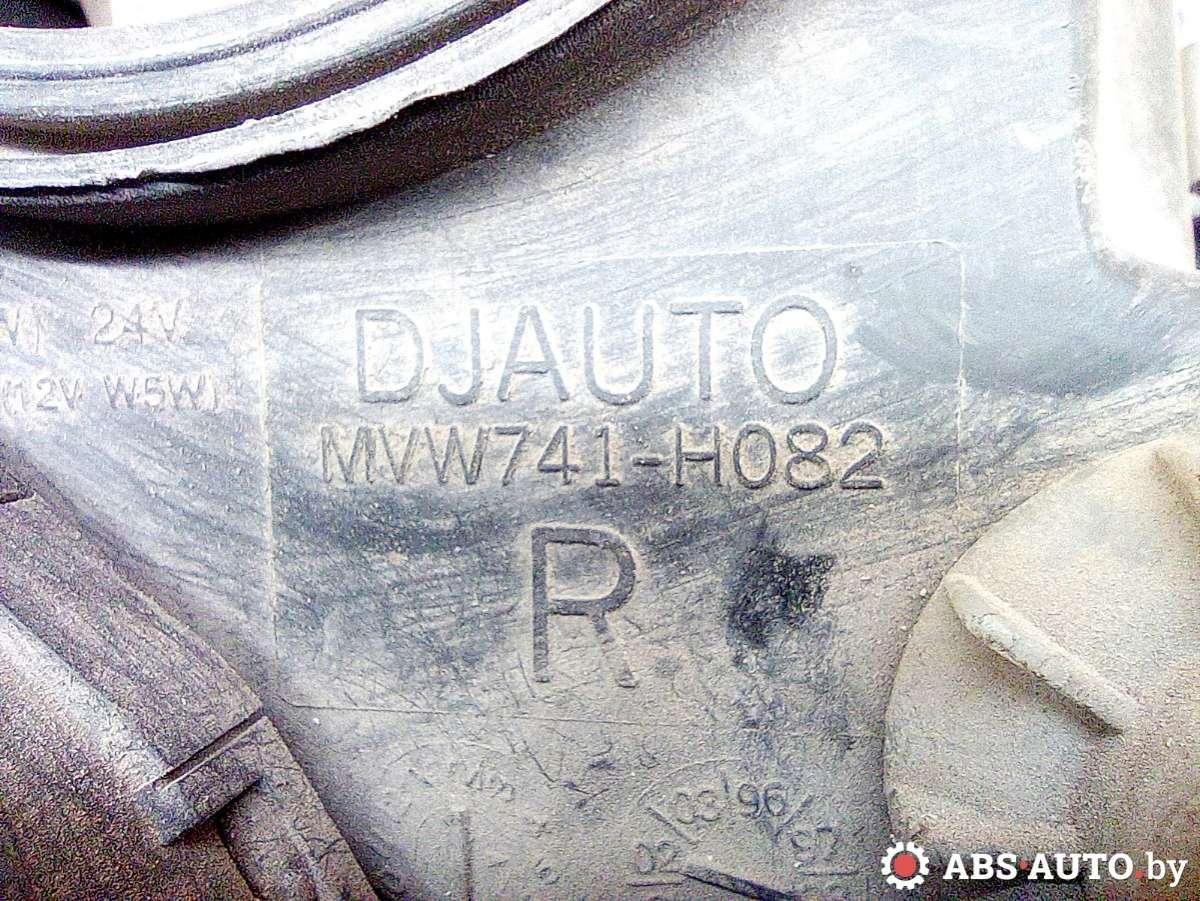 24V
(12V W5W)
DJAUTO
MVW741-H082
R
03 96
02 97
ABS·AUTO.by